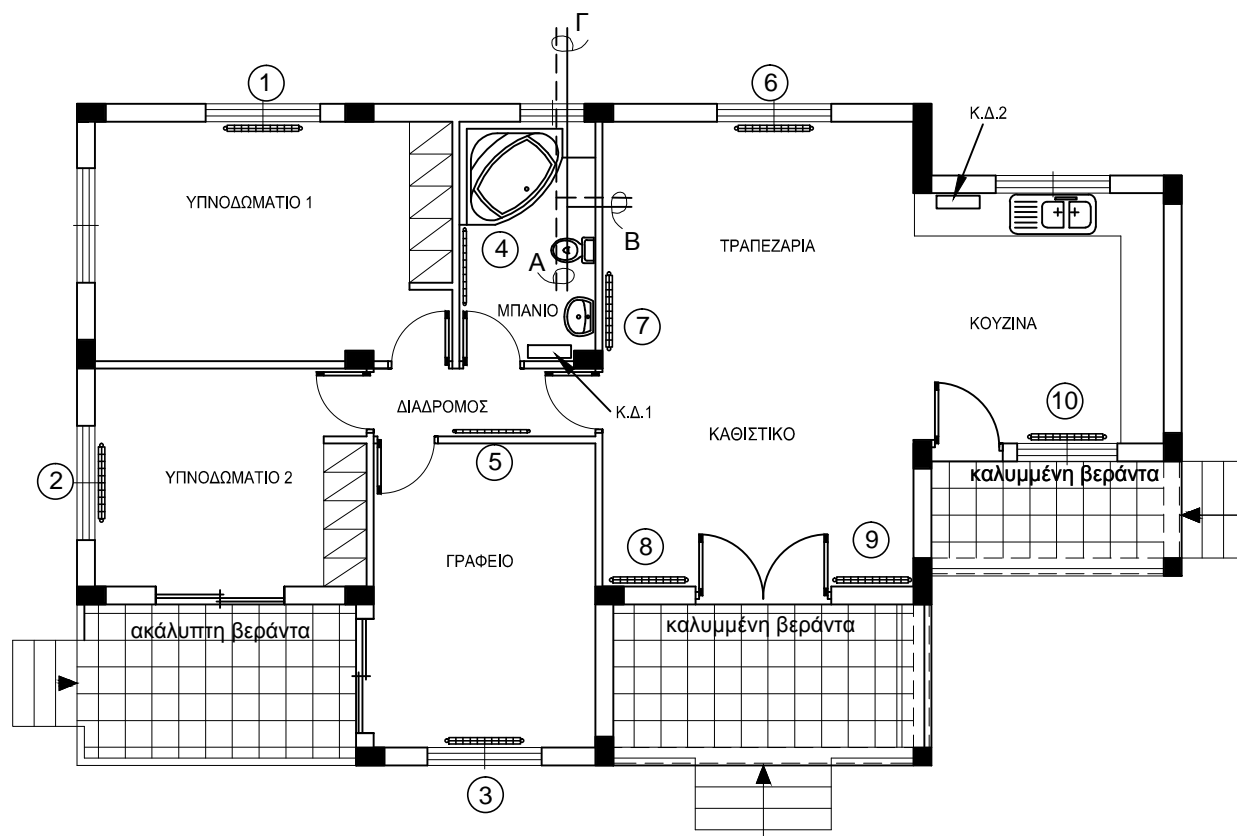 Γ
1
6
Κ.Δ.2
ΥΠΝΟΔΩΜΑΤΙΟ 1
4
Β
ΤΡΑΠΕΖΑΡΙΑ
Α
ΜΠΑΝΙΟ
7
ΚΟΥΖΙΝΑ
ΔΙΑΔΡΟΜΟΣ
Κ.Δ.1
10
ΚΑΘΙΣΤΙΚΟ
5
2
ΥΠΝΟΔΩΜΑΤΙΟ 2
καλυμμένη βεράντα
ΓΡΑΦΕΙΟ
8
9
ακάλυπτη βεράντα
καλυμμένη βεράντα
3